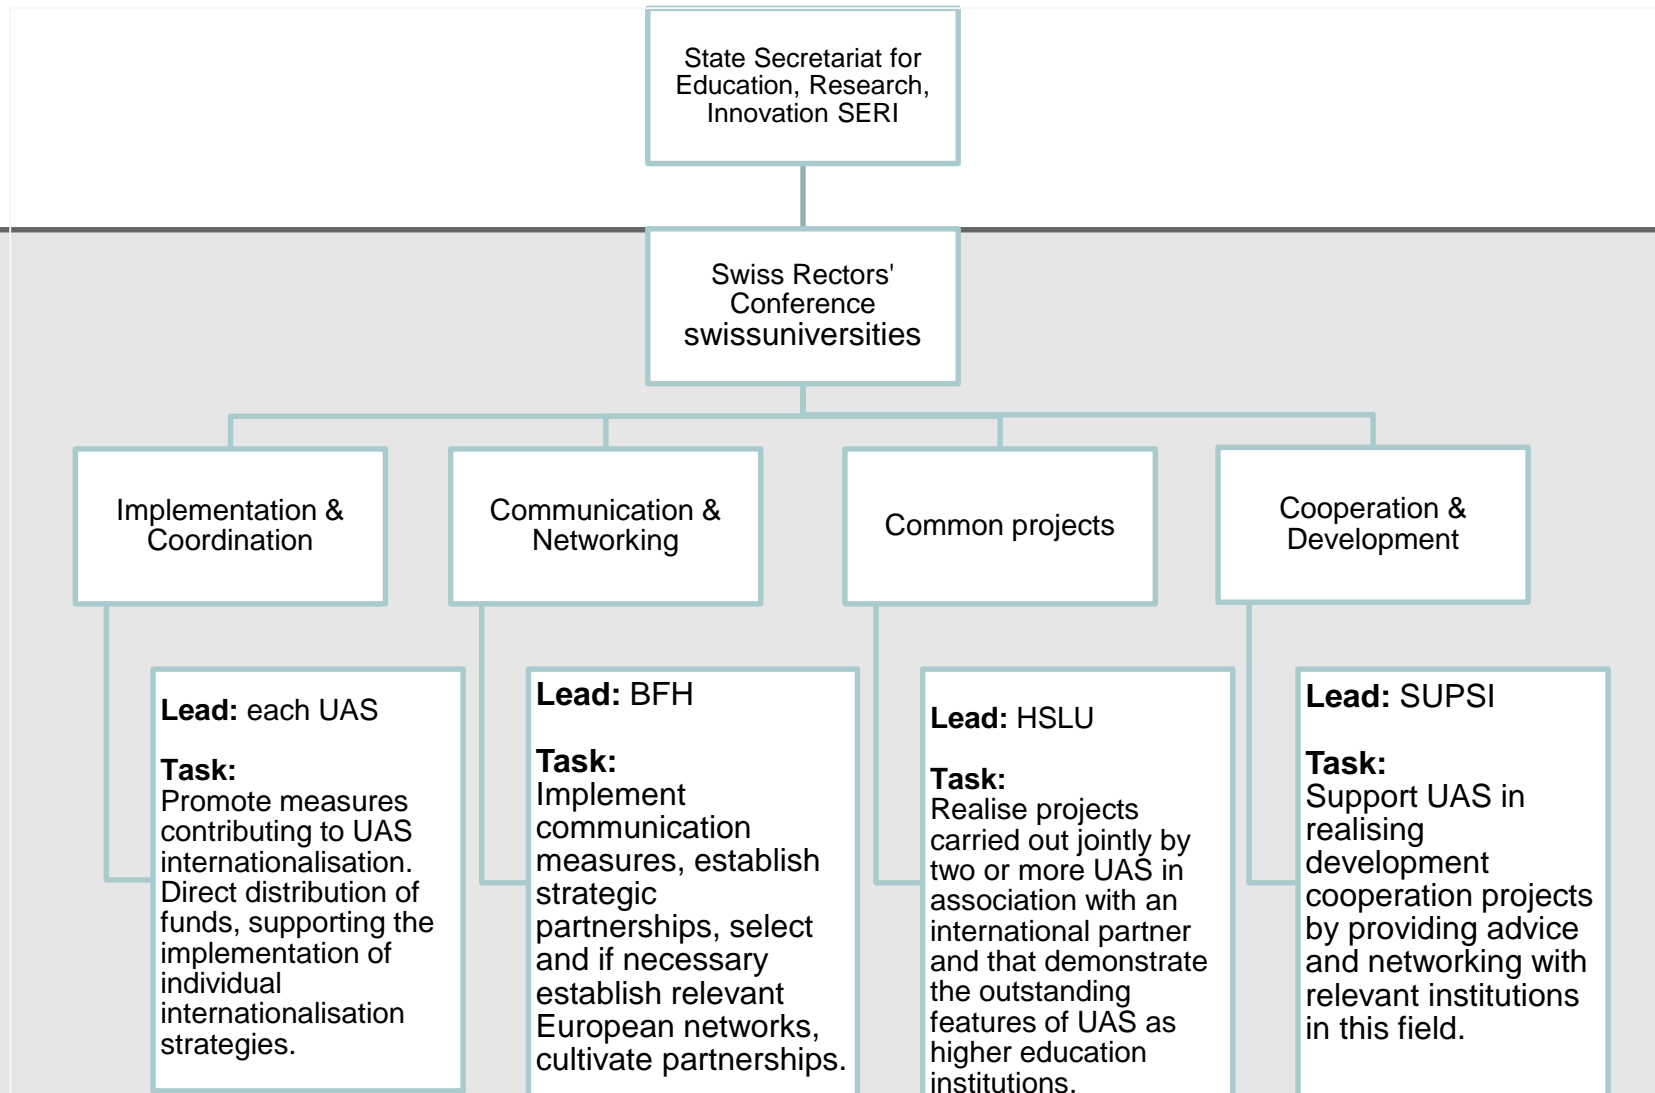 State Secretariat for
Education, Research,
Innovation SERI
Swiss Rectors'
Conference
swissuniversities
Implementation &
Coordination
Communication &
Networking
Common projects
Cooperation &
Development
Lead: each UAS
Task:
Promote measures
contributing to UAS
internationalisation.
Direct distribution of
funds, supporting the
implementation of
individual
internationalisation
strategies.
Lead: BFH
Task:
Implement
communication
measures, establish
strategic
partnerships, select
and if necessary
establish relevant
European networks,
cultivate partnerships.
Lead: HSLU
Task:
Realise projects
carried out jointly by
two or more UAS in
association with an
international partner
and that demonstrate
the outstanding
features of UAS as
higher education
institutions.
Lead: SUPSI
Task:
Support UAS in
realising
development
cooperation projects
by providing advice
and networking with
relevant institutions
in this field.